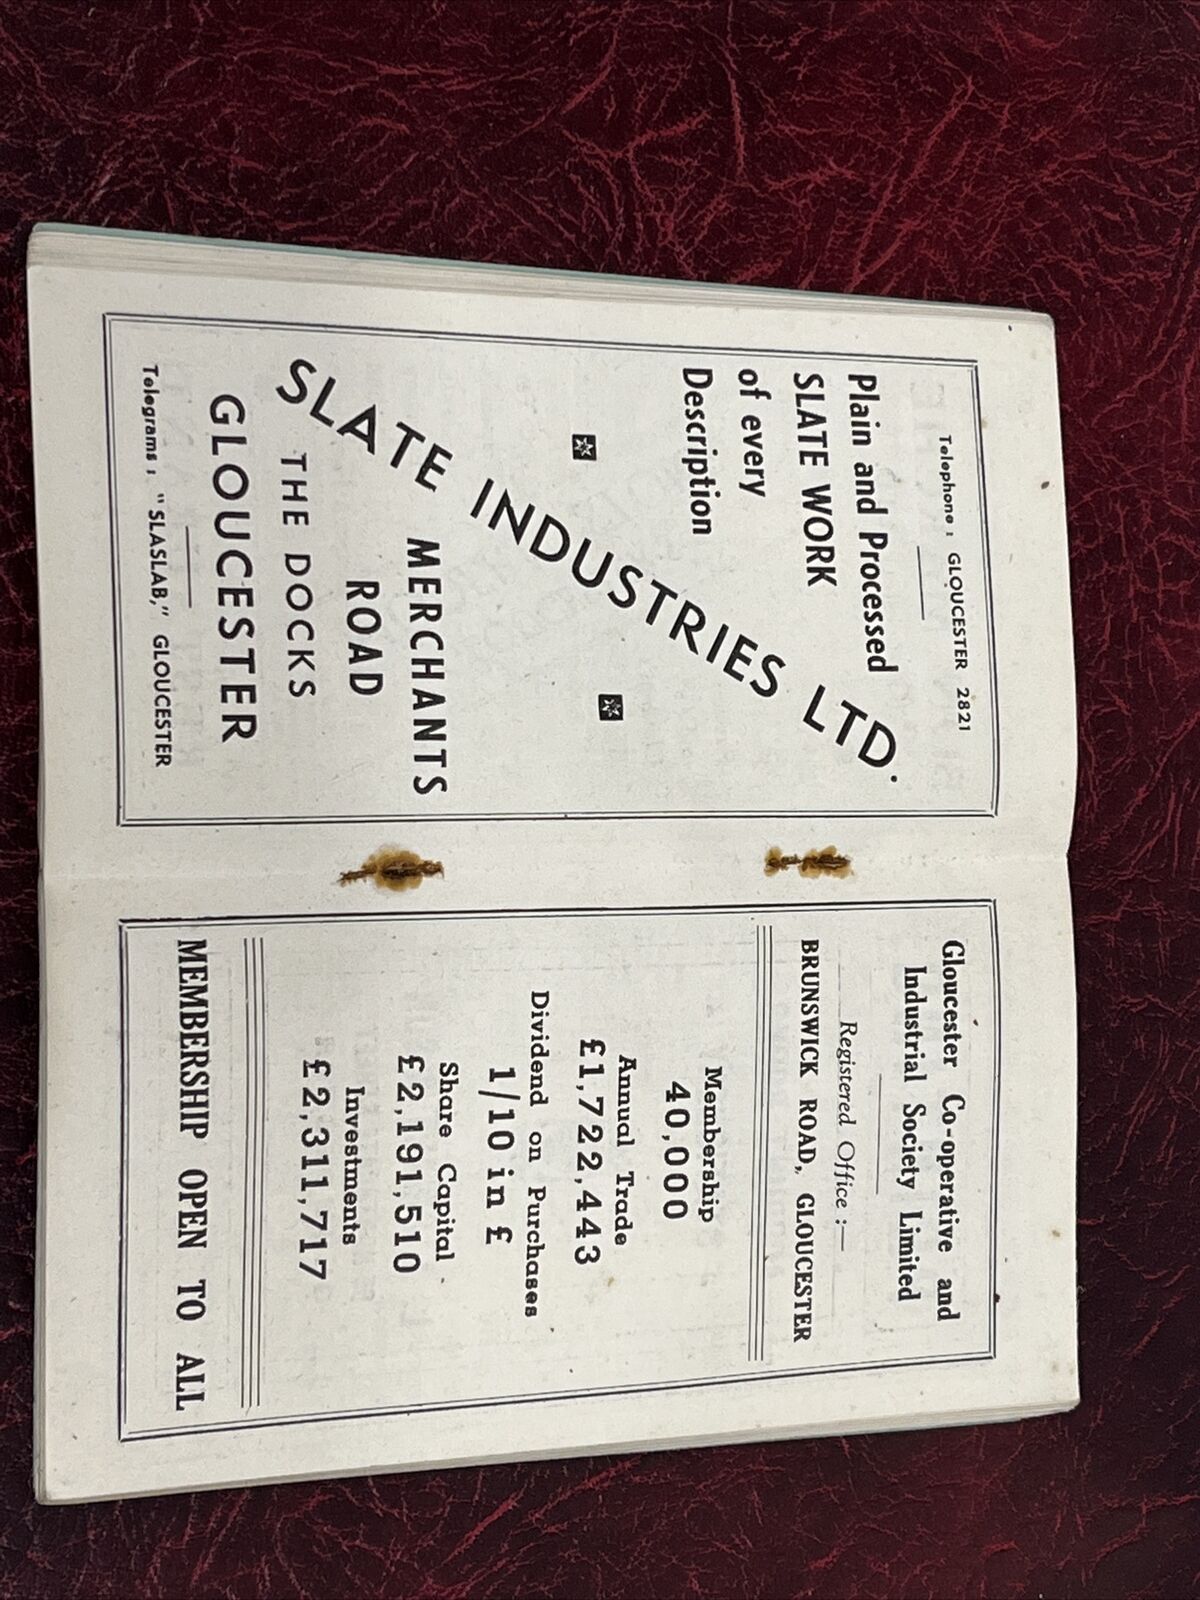 Telephone : GLOUCESTER 2821
Plain and Processed
SLATE WORK
of every
Description
SLATE INDUSTRIES LTD.
MERCHANTS
ROAD
THE DOCKS
GLOUCESTER
Telegrams : "SLASLAB," GLOUCESTER
Gloucester Co-operative and
Industrial Society Limited
Registered Office :—
BRUNSWICK ROAD, GLOUCESTER
Membership
40,000
Annual Trade
£1,722,443
Dividend on Purchases
1/10 in £
Share Capital
£2,191,510
Investments
£2,311,717
MEMBERSHIP OPEN TO ALL